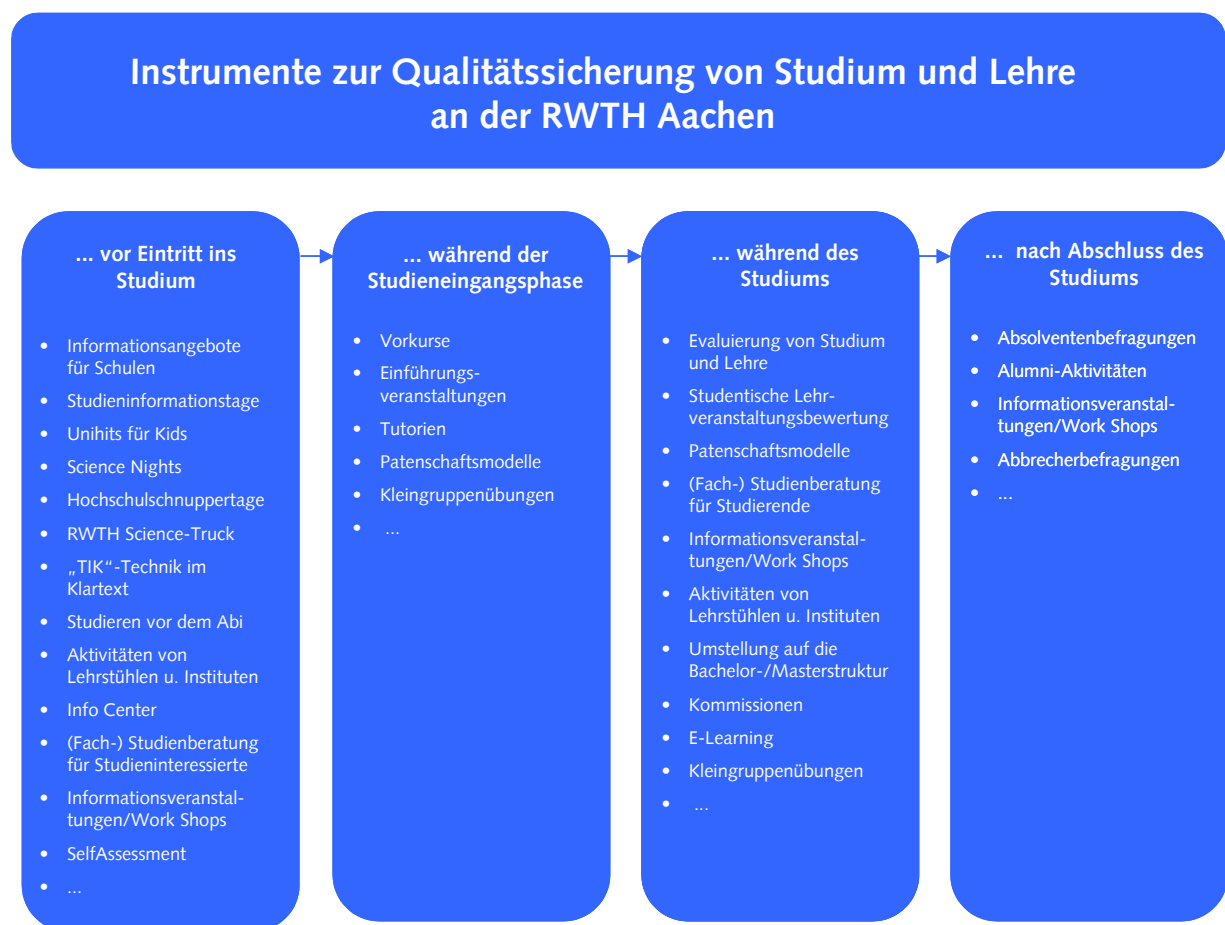 Instrumente zur Qualitätssicherung von Studium und Lehre
an der RWTH Aachen
... vor Eintritt ins
Studium
• Informationsangebote
für Schulen
• Studieninformationstage
• Unihits für Kids
• Science Nights
• Hochschulschnuppertage
• RWTH Science-Truck
• „TIK“-Technik im
Klartext
• Studieren vor dem Abi
• Aktivitäten von
Lehrstühlen u. Instituten
• Info Center
• (Fach-) Studienberatung
für Studieninteressierte
• Informationsveranstal-
tungen/Work Shops
• SelfAssessment
• ...
... während der
Studieneingangsphase
• Vorkurse
• Einführungs-
veranstaltungen
• Tutorien
• Patenschaftsmodelle
• Kleingruppenübungen
• ...
... während des
Studiums
• Evaluierung von Studium
und Lehre
• Studentische Lehr-
veranstaltungsbewertung
• Patenschaftsmodelle
• (Fach-) Studienberatung
für Studierende
• Informationsveranstal-
tungen/Work Shops
• Aktivitäten von
Lehrstühlen u. Instituten
• Umstellung auf die
Bachelor-/Masterstruktur
• Kommissionen
• E-Learning
• Kleingruppenübungen
• ...
... nach Abschluss des
Studiums
• Absolventenbefragungen
• Alumni-Aktivitäten
• Informationsveranstal-
tungen/Work Shops
• Abbrecherbefragungen
• ...